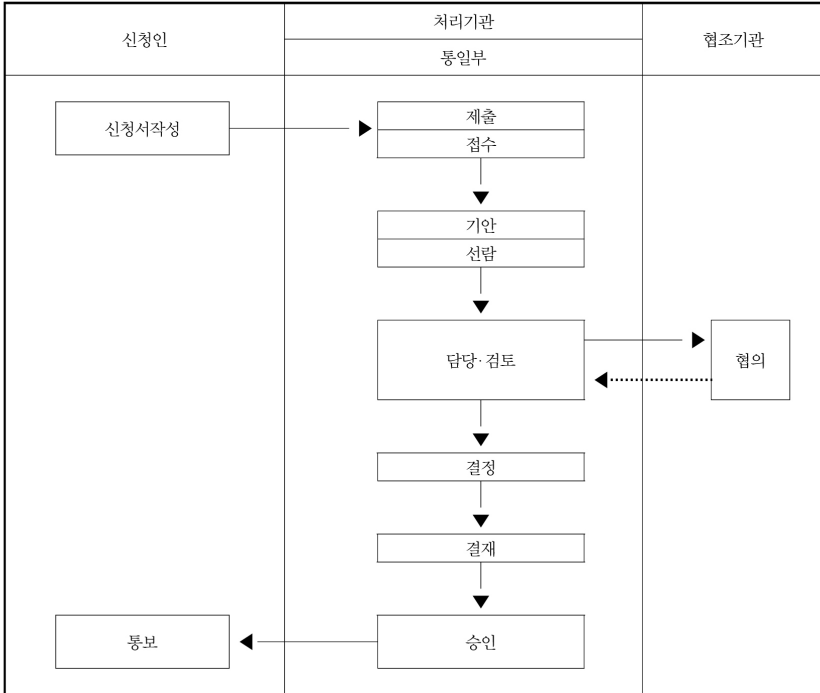 신청인
처리기관
협조기관
통일부
신청서작성
제출
접수
기안
선람
담당·검토
협의
결정
결재
통보
승인